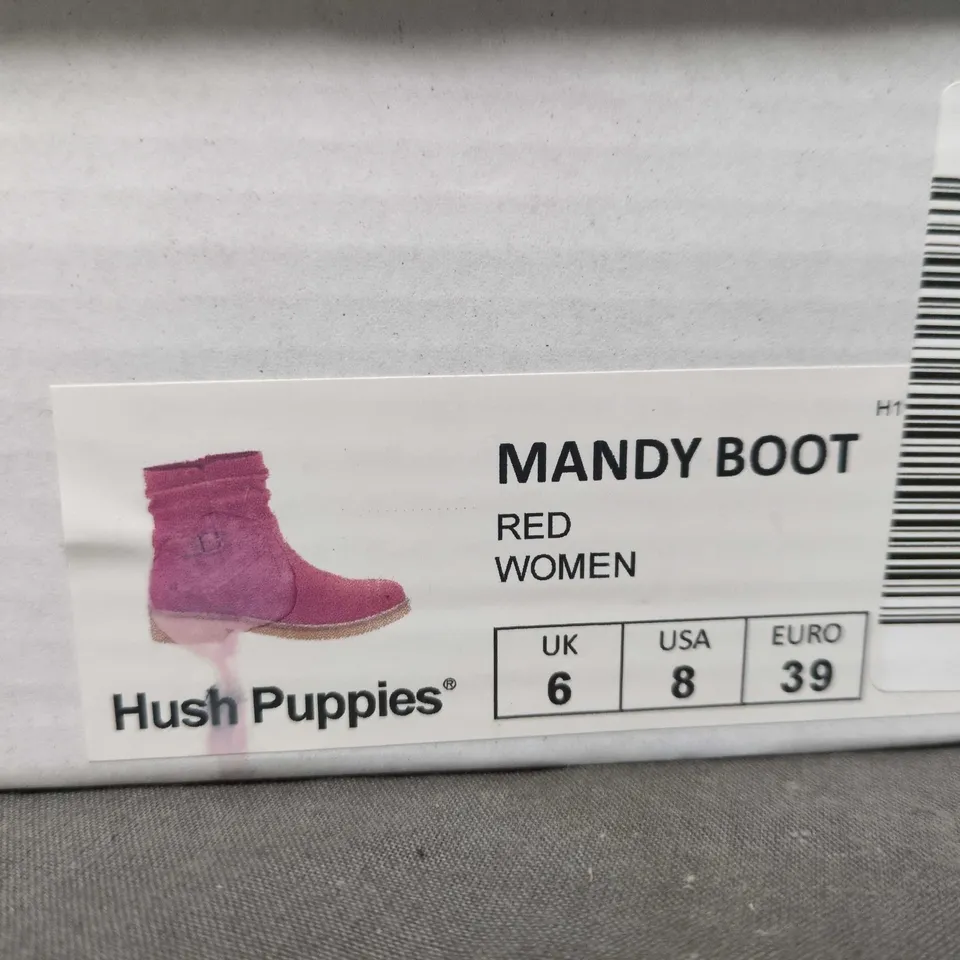 H1
MANDY BOOT
RED
WOMEN
UK USA EURO
6 8 39
Hush Puppies®